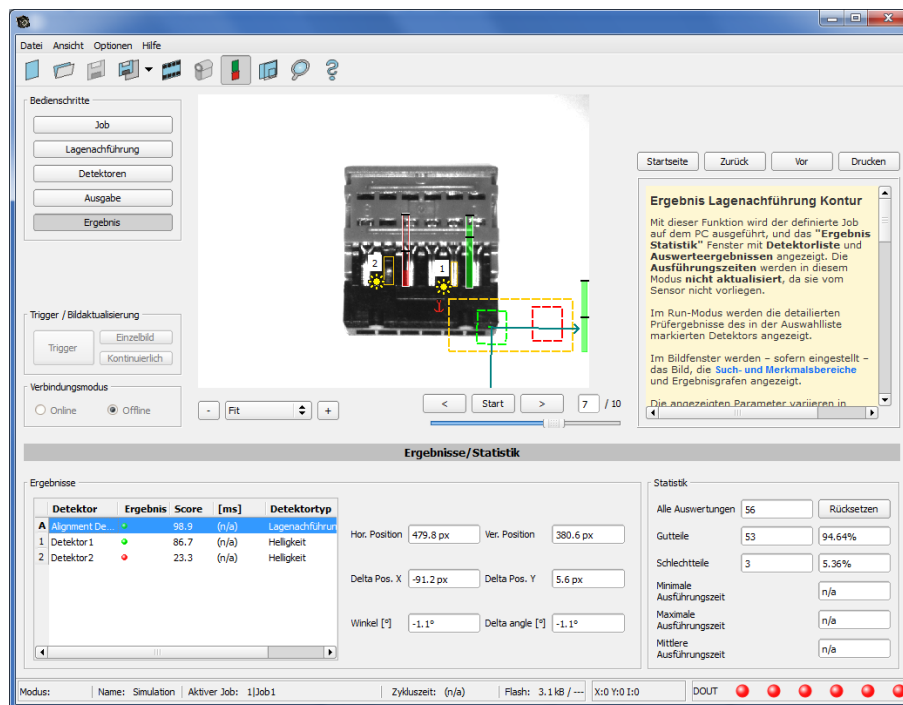 Datei Ansicht Optionen Hilfe
Bedienschritte
Job
Lagenachführung
Detektoren
Ausgabe
Ergebnis
Trigger / Bildaktualisierung
Trigger
Einzelbild
Kontinuierlich
Verbindungsmodus
Online Offline
2
1
- Fit +
< Start > 7 / 10
Startseite Zurück Vor Drucken
Ergebnis Lagenachführung Kontur
Mit dieser Funktion wird der definierte Job
auf dem PC ausgeführt, und das "Ergebnis
Statistik" Fenster mit Detektorliste und
Auswerteergebnissen angezeigt. Die
Ausführungszeiten werden in diesem
Modus nicht aktualisiert, da sie vom
Sensor nicht vorliegen.
Im Run-Modus werden die detailierten
Prüfergebnisse des in der Auswahlliste
markierten Detektors angezeigt.
Im Bildfenster werden – sofern eingestellt –
das Bild, die Such- und Merkmalsbereiche
und Ergebnisgrafen angezeigt.
Die angezeigten Parameter variieren in
Ergebnisse/Statistik
Ergebnisse
Detektor Ergebnis Score [ms] Detektortyp
A Alignment De... 98.9 (n/a) Lagenachführun
1 Detektor1 86.7 (n/a) Helligkeit
2 Detektor2 23.3 (n/a) Helligkeit
Hor. Position 479.8 px Ver. Position 380.6 px
Delta Pos. X -91.2 px Delta Pos. Y 5.6 px
Winkel [°] -1.1° Delta angle [°] -1.1°
Statistik
Alle Auswertungen 56 Rücksetzen
Gutteile 53 94.64%
Schlechtteile 3 5.36%
Minimale
Ausführungszeit n/a
Maximale
Ausführungszeit n/a
Mittlere
Ausführungszeit n/a
Modus: Name: Simulation Aktiver Job: 1|Job1 Zykluszeit: (n/a) Flash: 3.1 kB / --- X:0 Y:0 I:0 DOUT